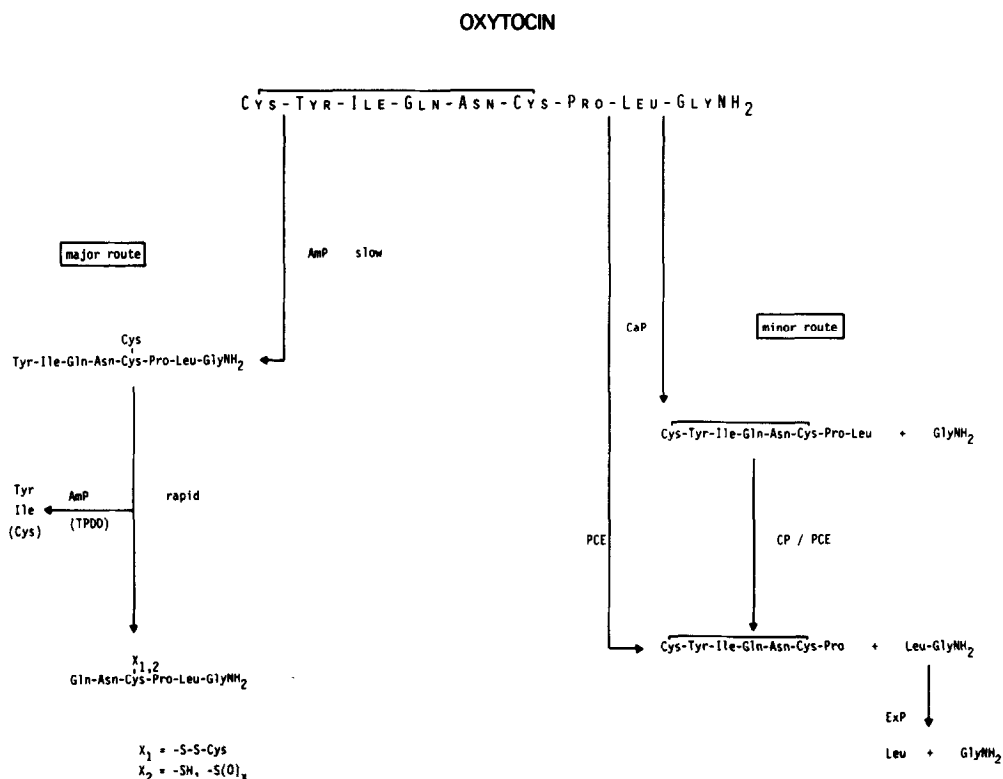 OXYTOCIN
CYS-TYR-ILE-GLN-ASN-CYS-PRO-LEU-GLYNH2
major route
AmP slow
Cys
Tyr-Ile-Gln-Asn-Cys-Pro-Leu-GlyNH2
CaP
minor route
Cys-Tyr-Ile-Gln-Asn-Cys-Pro-Leu + GlyNH2
Tyr
Ile
(Cys)
AmP
(TPDO)
rapid
PCE
CP / PCE
Cys-Tyr-Ile-Gln-Asn-Cys-Pro + Leu-GlyNH2
X1,2
Gln-Asn-Cys-Pro-Leu-GlyNH2
ExP
Leu + GlyNH2
X1 = -S-S-Cys
X2 = -SH, -S(O)x